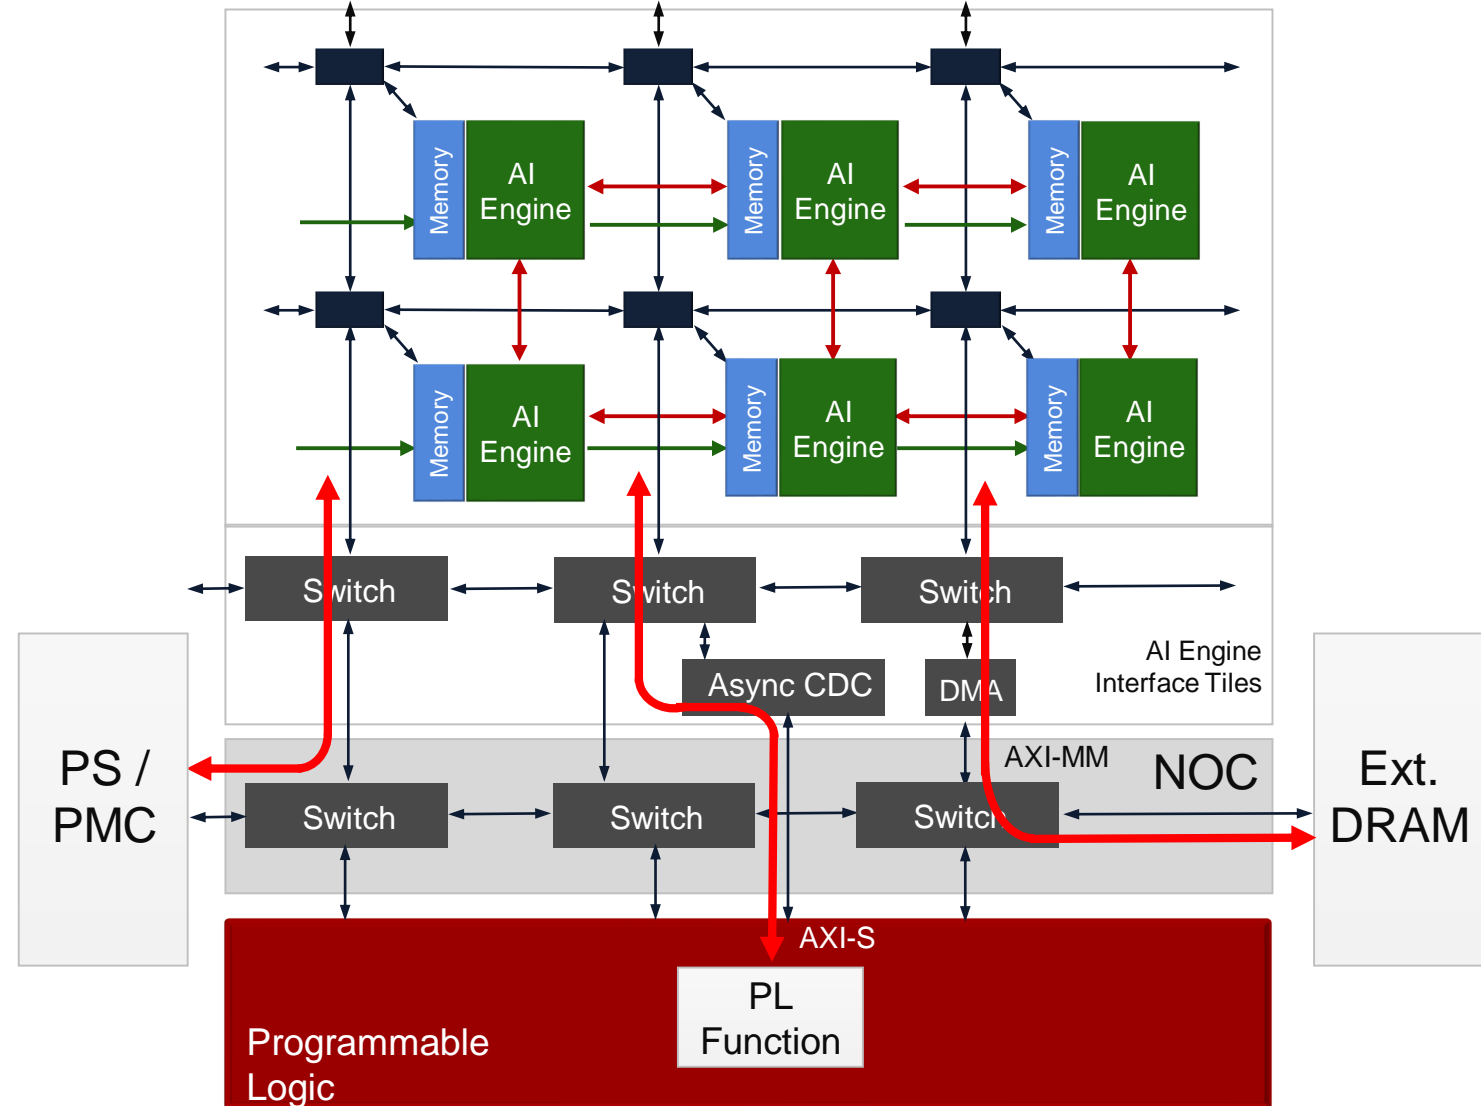 Memory
AI
Engine
Memory
AI
Engine
Memory
AI
Engine
Memory
AI
Engine
Memory
AI
Engine
Memory
AI
Engine
Switch
Switch
Switch
Async CDC
DMA
AI Engine
Interface Tiles
PS /
PMC
AXI-MM
NOC
Ext.
DRAM
Switch
Switch
Switch
AXI-S
PL
Function
Programmable
Logic